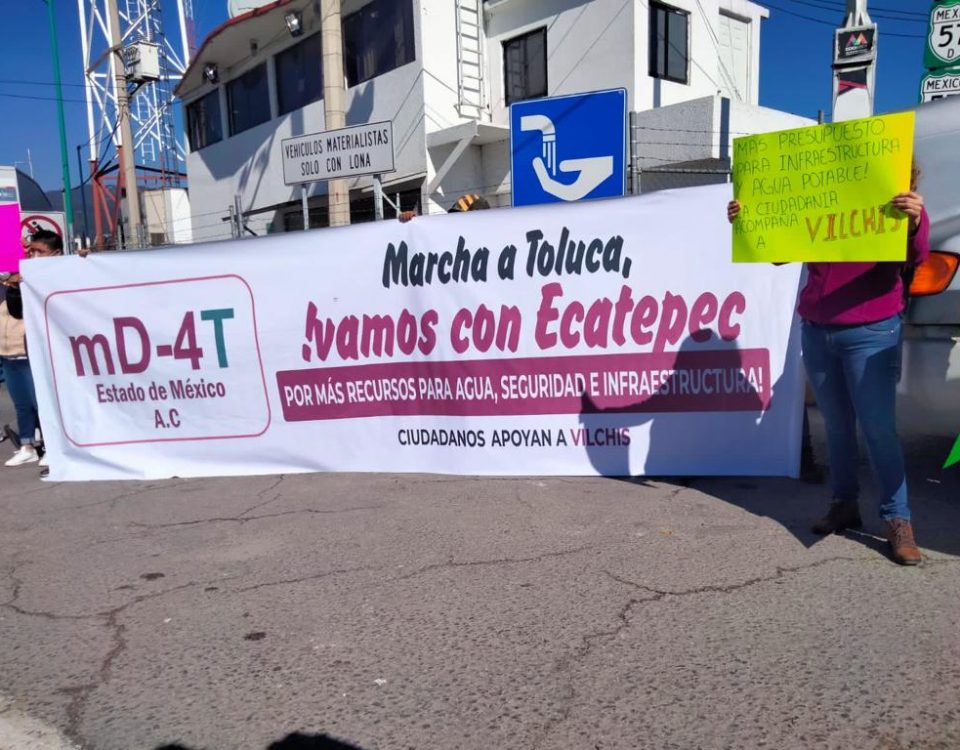 VEHICULOS MATERIALISTAS
SOLO CON LONA
MEXICO
57
D
MEXICO
MÁS PRESUPUESTO
PARA INFRAESTRUCTURA
Y AGUA POTABLE!
LA CIUDADANIA
ACOMPAÑA
A VILCHIS
mD-4T
Estado de México
A.C
Marcha a Toluca,
!vamos con Ecatepec
POR MÁS RECURSOS PARA AGUA, SEGURIDAD E INFRAESTRUCTURA!
CIUDADANOS APOYAN A VILCHIS